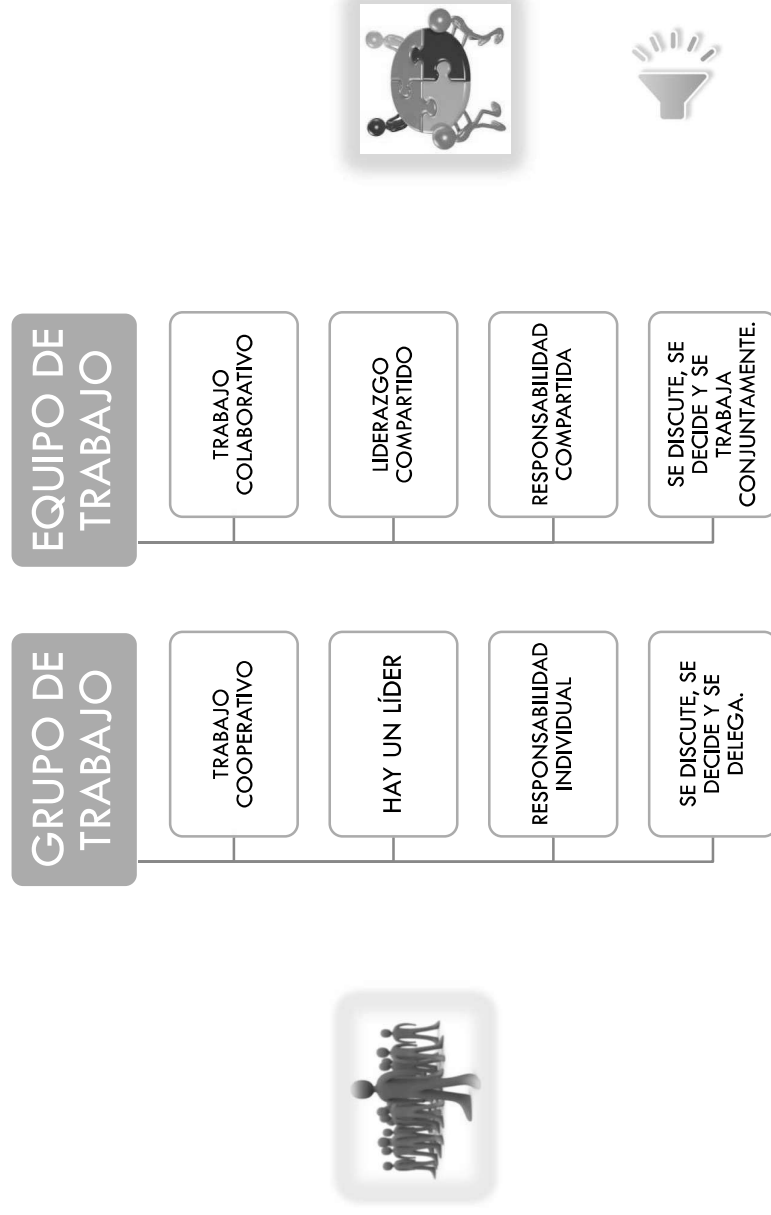 GRUPO DE
TRABAJO
TRABAJO
COOPERATIVO
HAY UN LÍDER
RESPONSABILIDAD
INDIVIDUAL
SE DISCUTE, SE
DECIDE Y SE
DELEGA.
EQUIPO DE
TRABAJO
TRABAJO
COLABORATIVO
LIDERAZGO
COMPARTIDO
RESPONSABILIDAD
COMPARTIDA
SE DISCUTE, SE
DECIDE Y SE
TRABAJA
CONJUNTAMENTE.